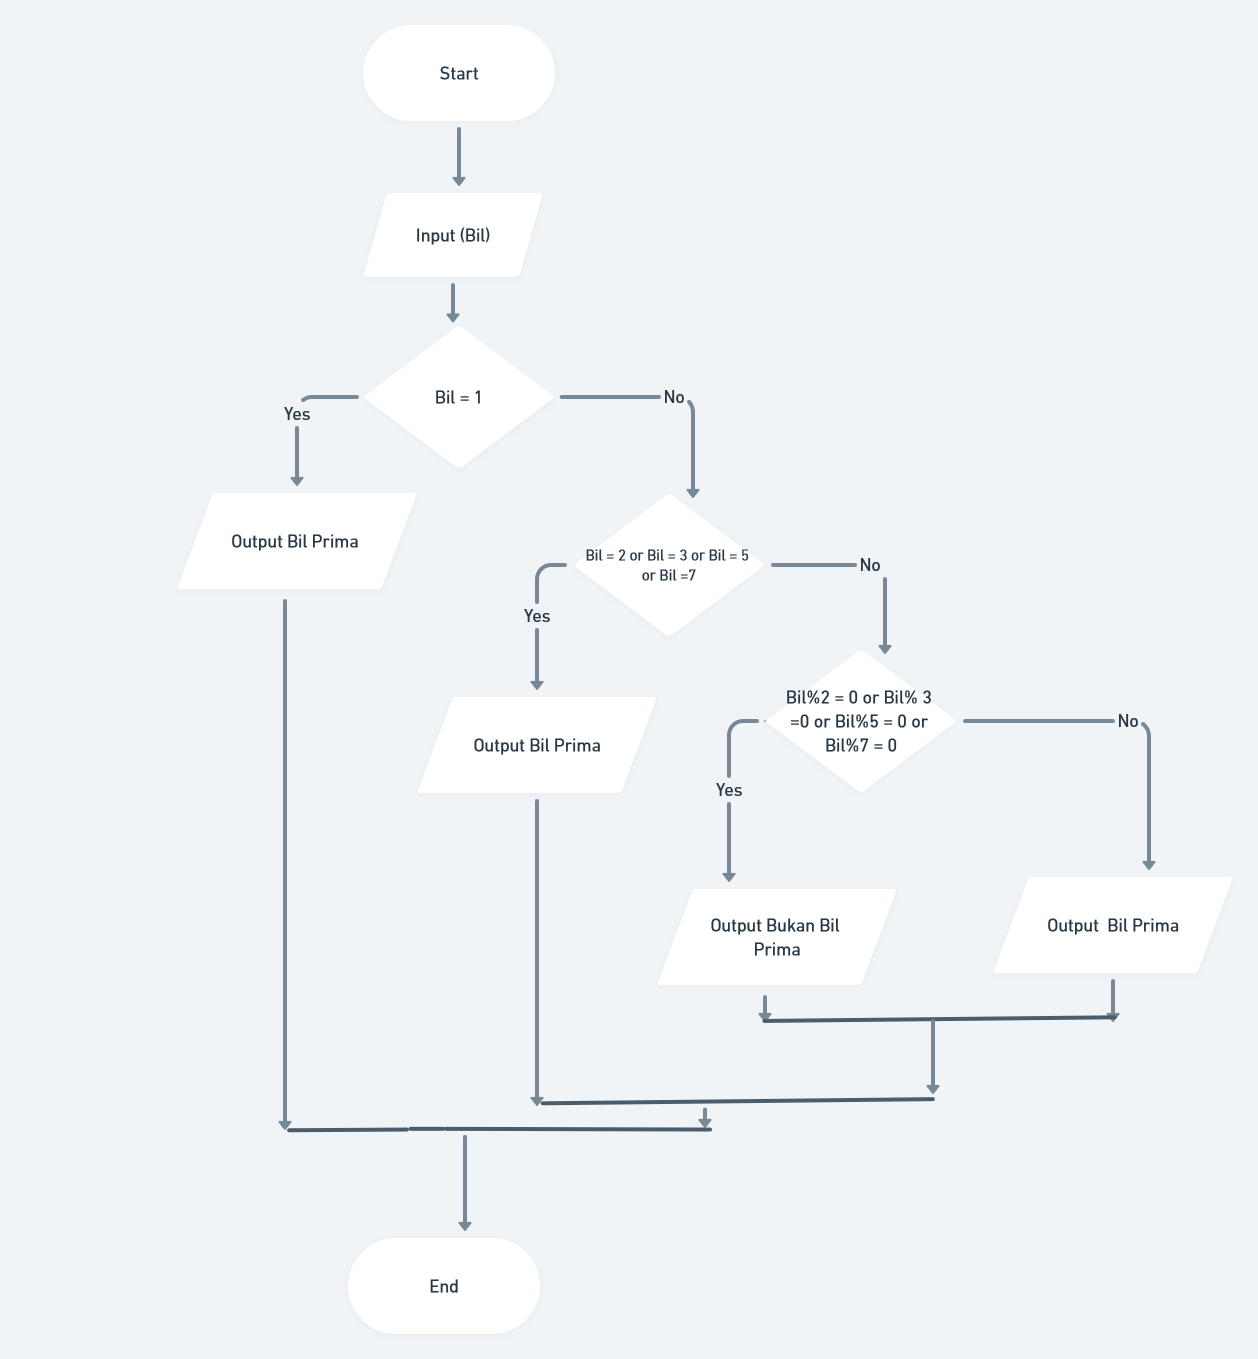 Start
Input (Bil)
Bil = 1
Yes
No
Output Bil Prima
Bil = 2 or Bil = 3 or Bil = 5
or Bil =7
Yes
No
Output Bil Prima
Bil%2 = 0 or Bil% 3
=0 or Bil%5 = 0 or
Bil%7 = 0
Yes
No
Output Bukan Bil
Prima
Output  Bil Prima
End